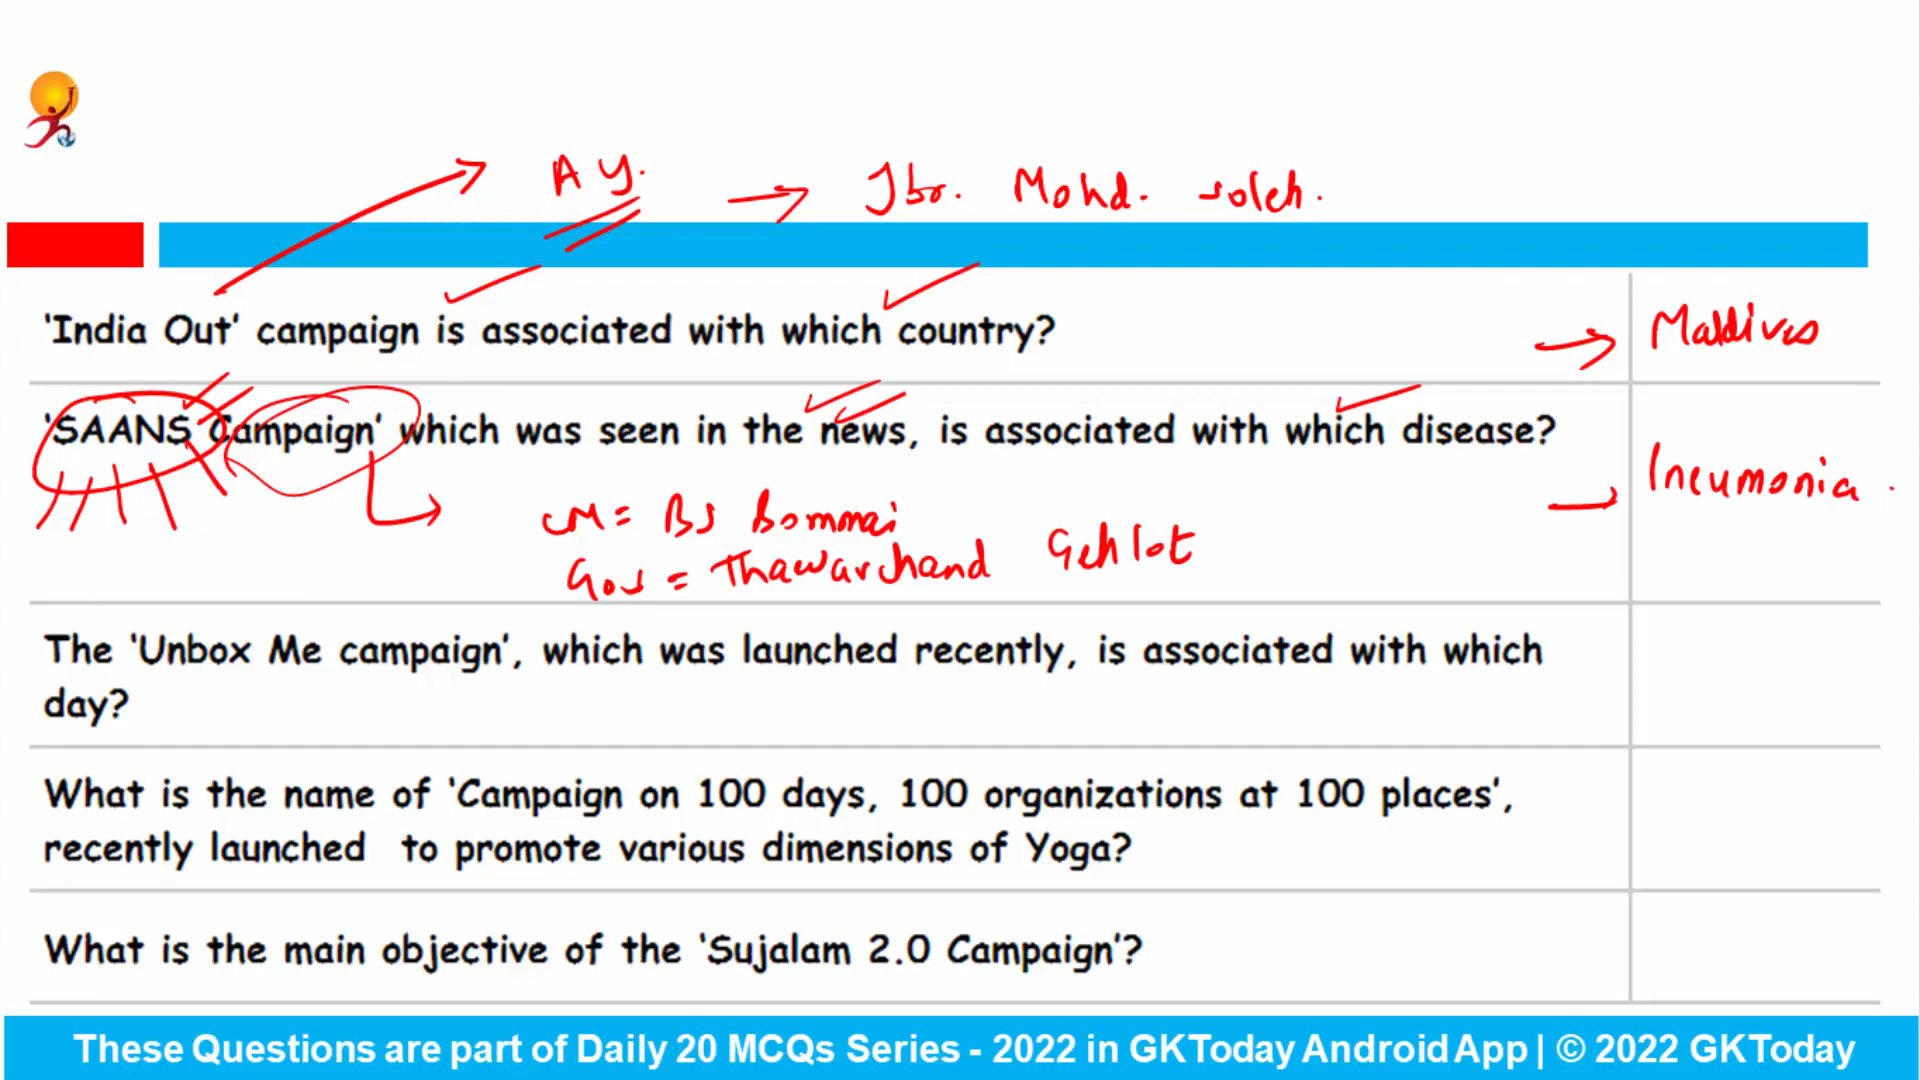 A Y. → Ibr. Mohd. soleh.
'India Out' campaign is associated with which country? → Maldives
'SAANS Campaign' which was seen in the news, is associated with which disease?
→ Pneumonia.
CM = BS Bommai
Gov = Thawarchand Gehlot
The 'Unbox Me campaign', which was launched recently, is associated with which
day?
What is the name of 'Campaign on 100 days, 100 organizations at 100 places',
recently launched to promote various dimensions of Yoga?
What is the main objective of the 'Sujalam 2.0 Campaign'?
These Questions are part of Daily 20 MCQs Series - 2022 in GKToday Android App | © 2022 GKToday